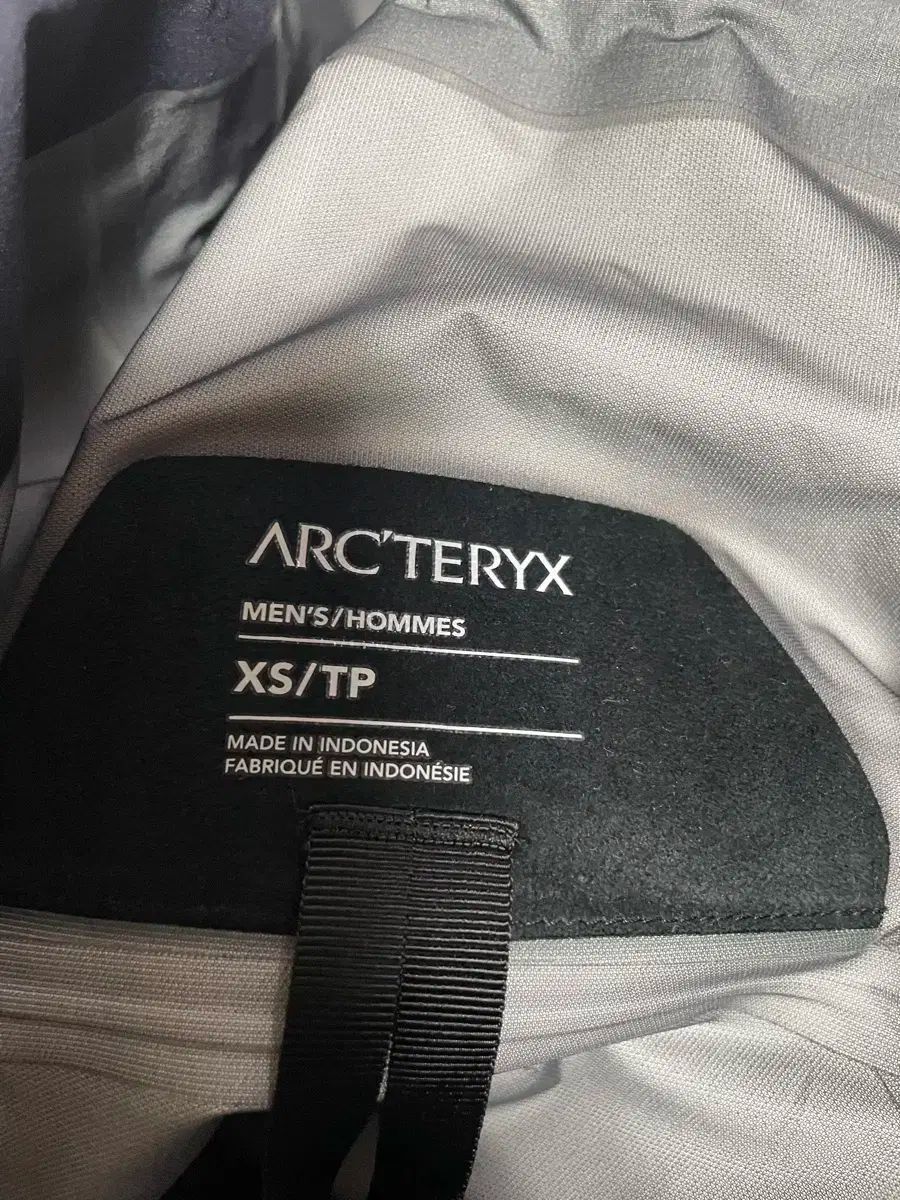 ARC'TERYX
MEN'S/HOMMES
XS/TP
MADE IN INDONESIA
FABRIQUÉ EN INDONÉSIE